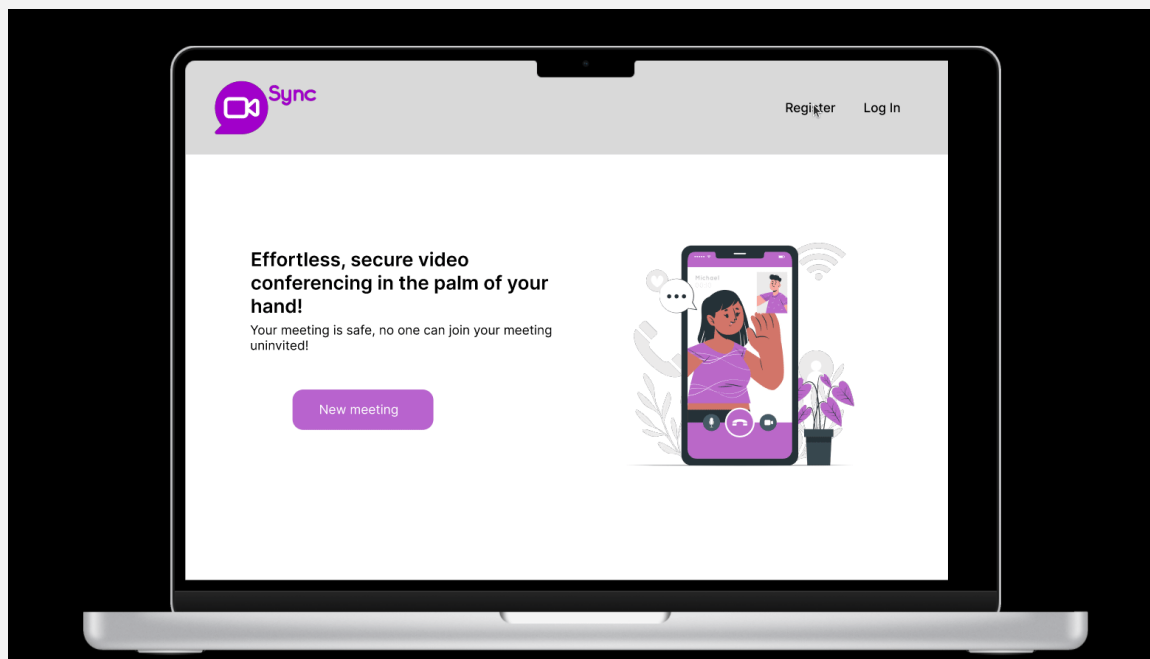 Sync
Register
Log In
Effortless, secure video
conferencing in the palm of your
hand!
Your meeting is safe, no one can join your meeting
uninvited!
New meeting
Michael